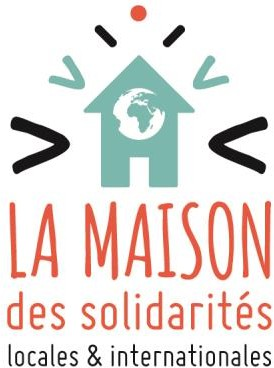 LA MAISON
des solidarités
locales & internationales